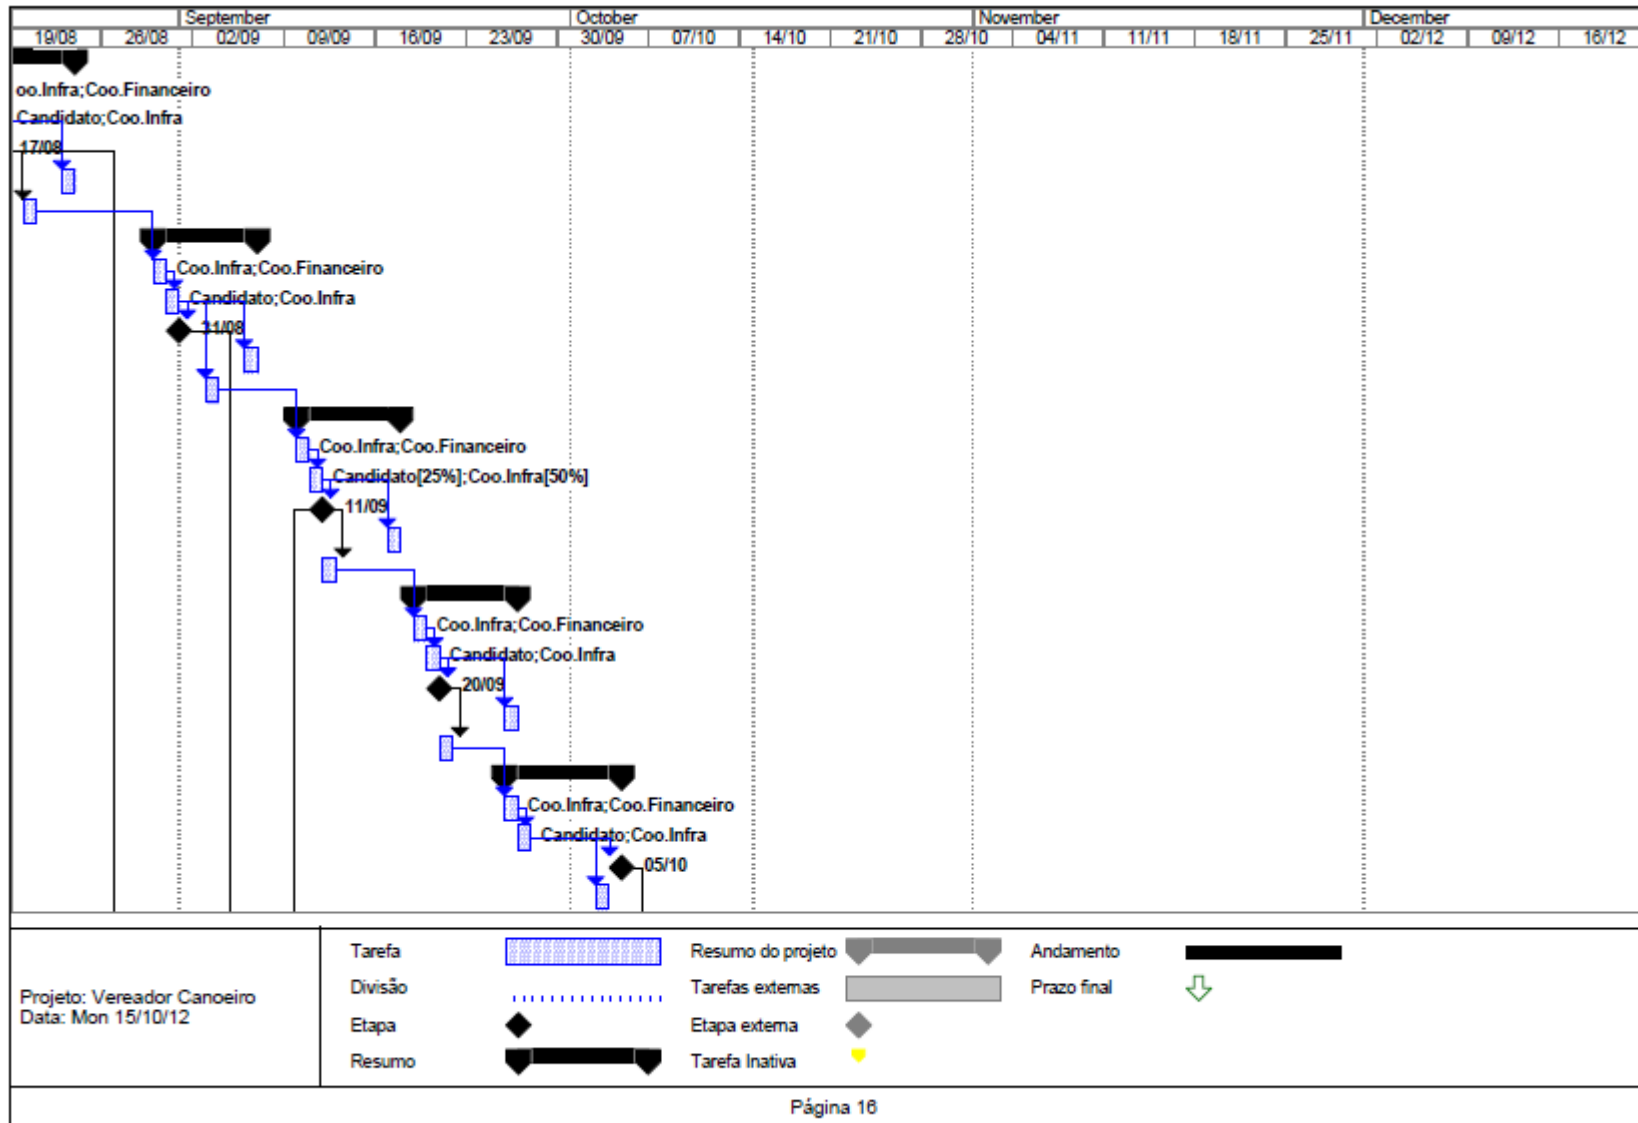 September October November December
19/08 26/08 02/09 09/09 16/09 23/09 30/09 07/10 14/10 21/10 28/10 04/11 11/11 18/11 25/11 02/12 09/12 16/12
oo.Infra;Coo.Financeiro
Candidato;Coo.Infra
17/08
Coo.Infra;Coo.Financeiro
Candidato;Coo.Infra
31/08
Coo.Infra;Coo.Financeiro
Candidato[25%];Coo.Infra[50%]
11/09
Coo.Infra;Coo.Financeiro
Candidato;Coo.Infra
20/09
Coo.Infra;Coo.Financeiro
Candidato;Coo.Infra
05/10
Projeto: Vereador Canoeiro
Data: Mon 15/10/12
Tarefa Resumo do projeto Andamento
Divisão Tarefas externas Prazo final
Etapa Etapa externa
Resumo Tarefa Inativa
Página 16